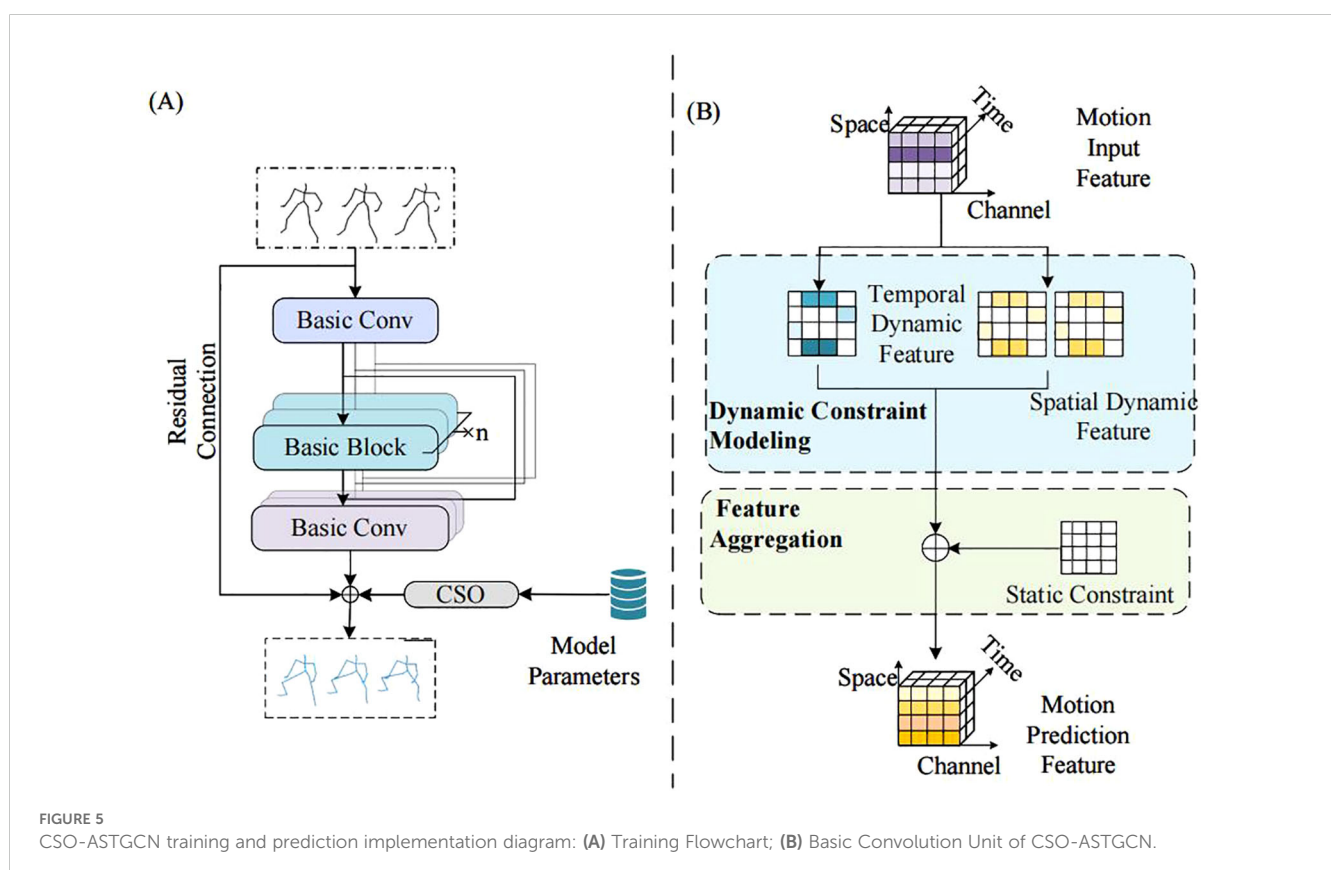 (A)
Basic Conv
Residual
Connection
Basic Block
×n
Basic Conv
CSO
Model
Parameters
(B)
Space
Time
Channel
Motion
Input
Feature
Temporal
Dynamic
Feature
Spatial Dynamic
Feature
Dynamic Constraint
Modeling
Feature
Aggregation
Static Constraint
Space
Time
Channel
Motion
Prediction
Feature
FIGURE 5
CSO-ASTGCN training and prediction implementation diagram: (A) Training Flowchart; (B) Basic Convolution Unit of CSO-ASTGCN.